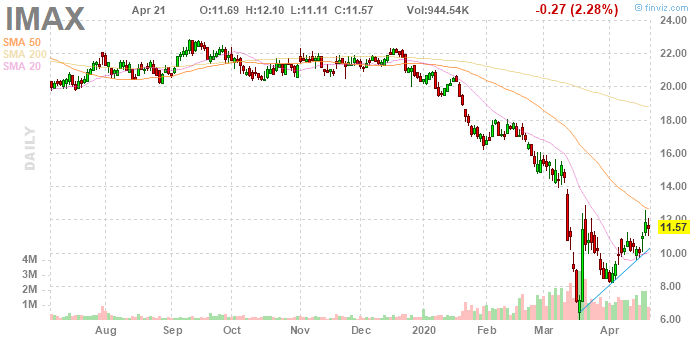 IMAX Apr 21 O:11.69 H:12.10 L:11.11 C:11.57 Vol:944.54K -0.27 (2.28%) © finviz.com
SMA 50
SMA 200
SMA 20
DAILY
24.00
22.00
20.00
18.00
16.00
14.00
12.00
11.57
10.00
8.00
6.00
4M
3M
2M
1M
Aug Sep Oct Nov Dec 2020 Feb Mar Apr